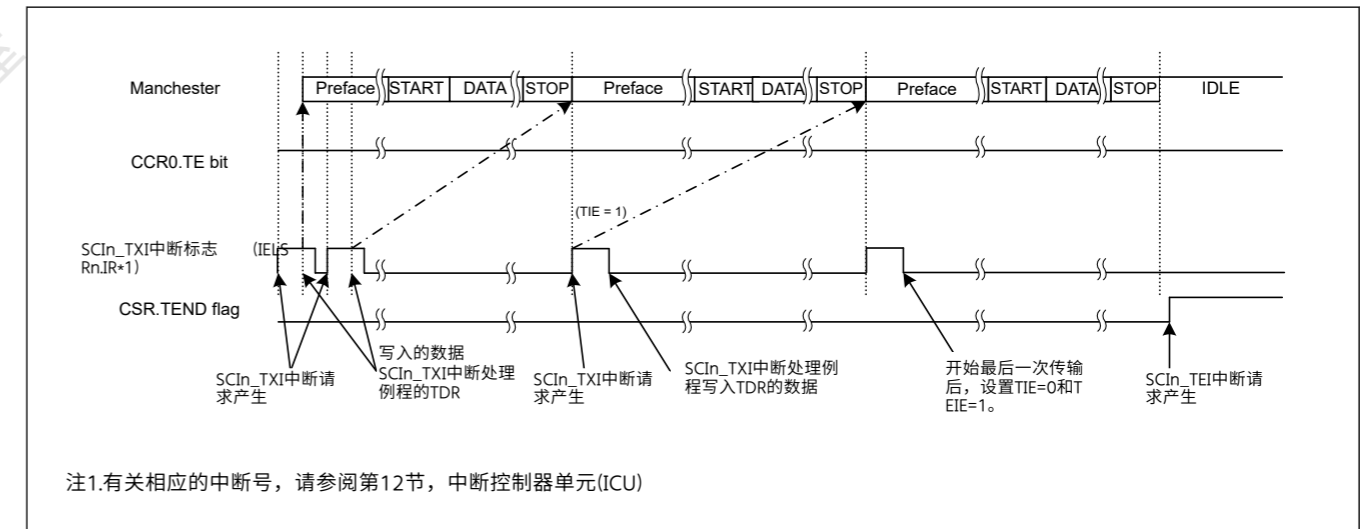 Manchester
Preface START DATA STOP Preface START DATA STOP Preface START DATA STOP IDLE
CCR0.TE bit
(TIE = 1)
SCIn_TXI中断标志 (IELS
Rn.IR*1)
CSR.TEND flag
SCIn_TXI中断请
求产生
写入的数据
SCIn_TXI中断处理
例程的TDR
SCIn_TXI中断请
求产生
SCIn_TXI中断处理例
程写入TDR的数据
开始最后一次传输
后，设置TIE=0和T
EIE=1。
SCIn_TEI中断请
求产生
注1.有关相应的中断号，请参阅第12节，中断控制器单元(ICU)